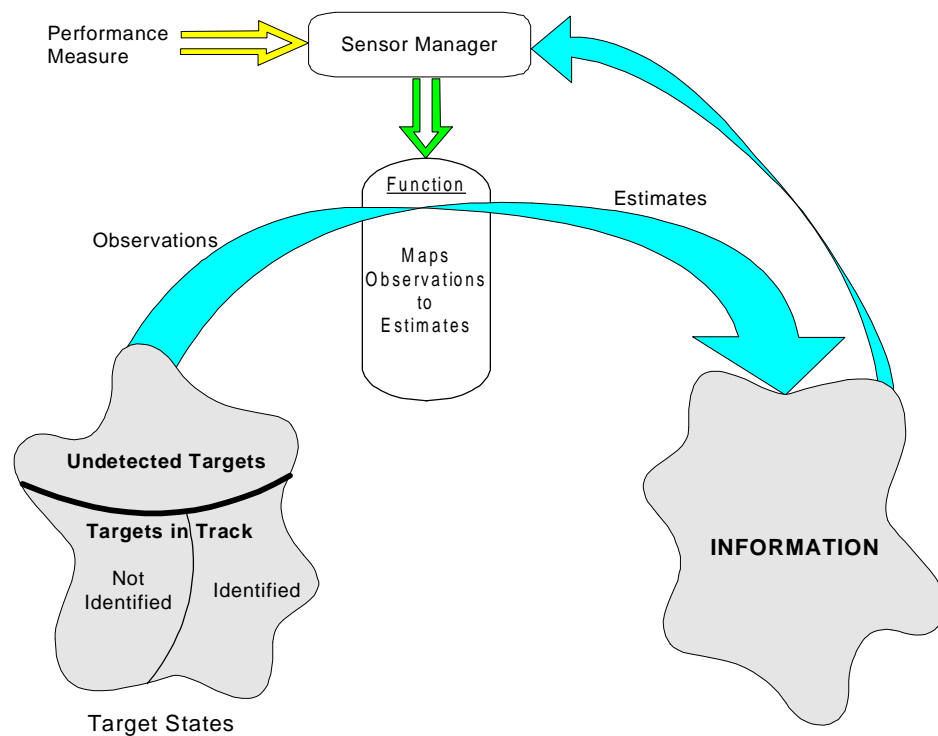 Performance
Measure
Sensor Manager
Function
Maps
Observations
to
Estimates
Observations
Estimates
Undetected Targets
Targets in Track
Not
Identified
Identified
INFORMATION
Target States